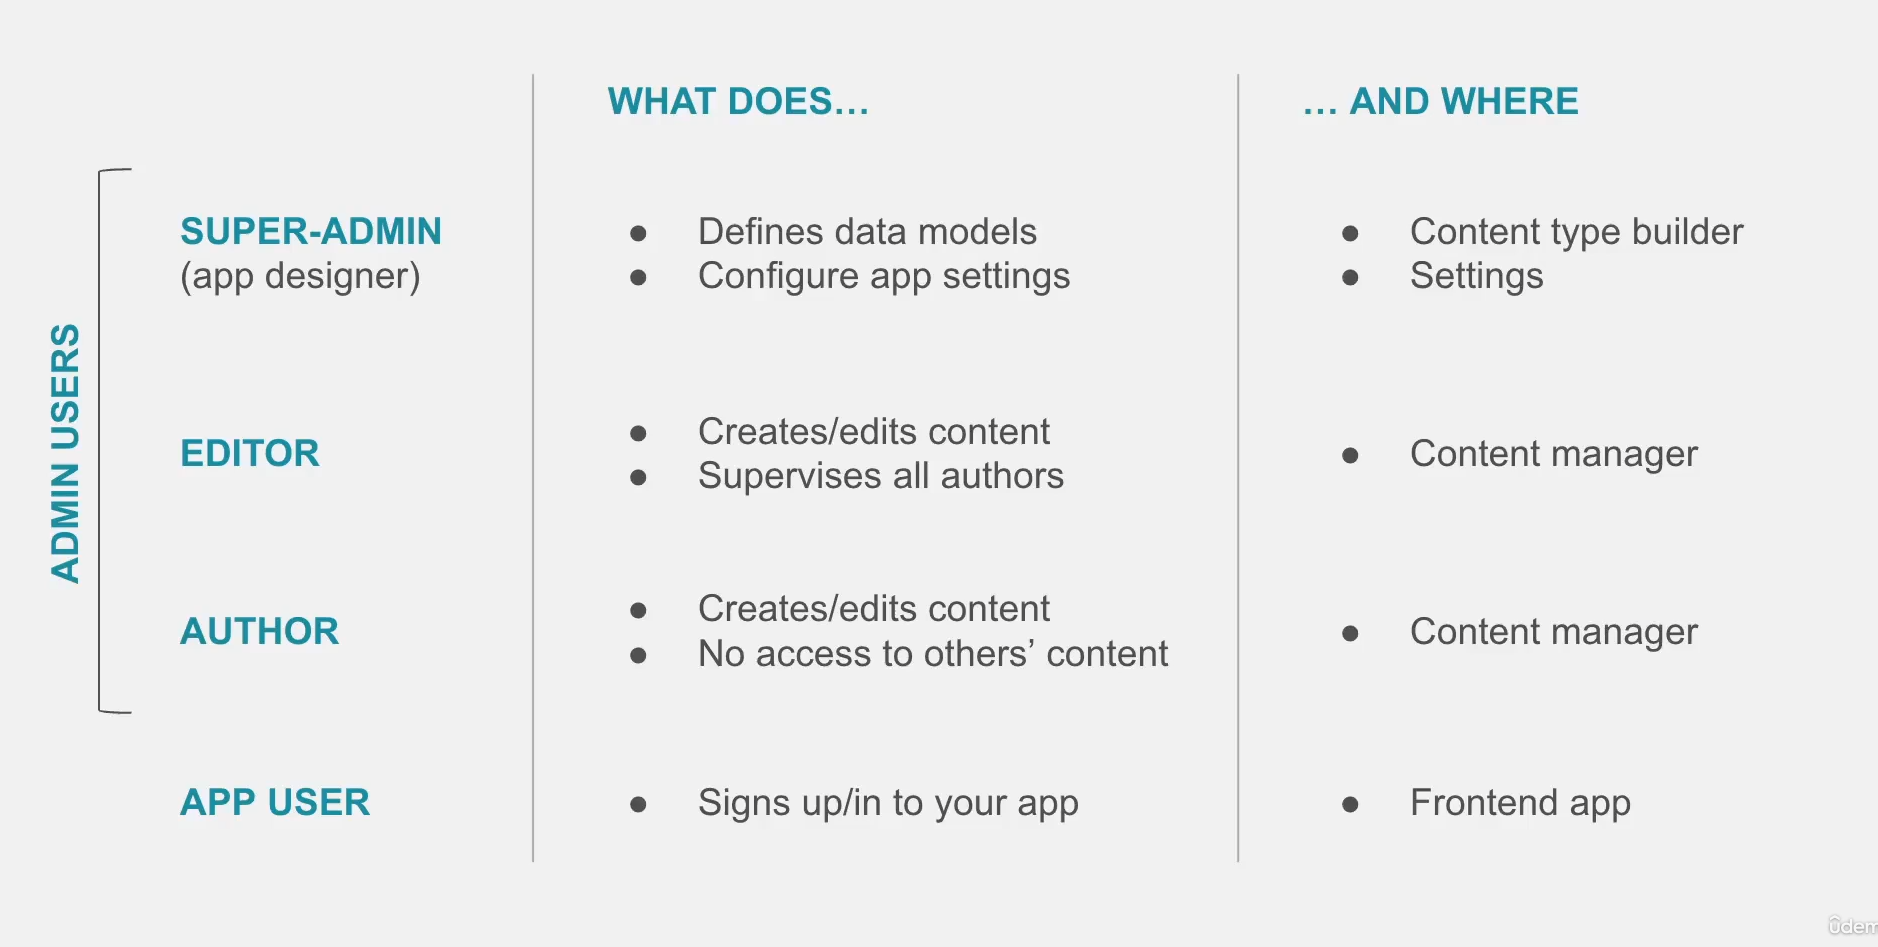 WHAT DOES…
… AND WHERE
ADMIN USERS
SUPER-ADMIN
(app designer)
● Defines data models
● Configure app settings
● Content type builder
● Settings
EDITOR
● Creates/edits content
● Supervises all authors
● Content manager
AUTHOR
● Creates/edits content
● No access to others’ content
● Content manager
APP USER
● Signs up/in to your app
● Frontend app